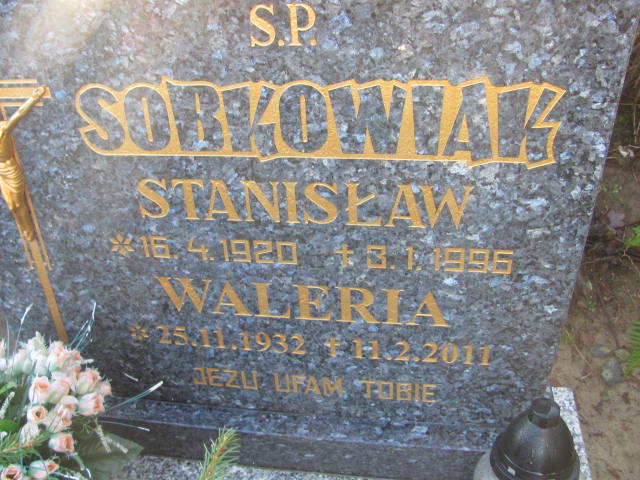 S.P.
SOBKOWIAK
STANISŁAW
* 16.4.1920 ✝ 3.1.1996
WALERIA
* 25.11.1932 ✝ 11.2.2011
JEZU UFAM TOBIE